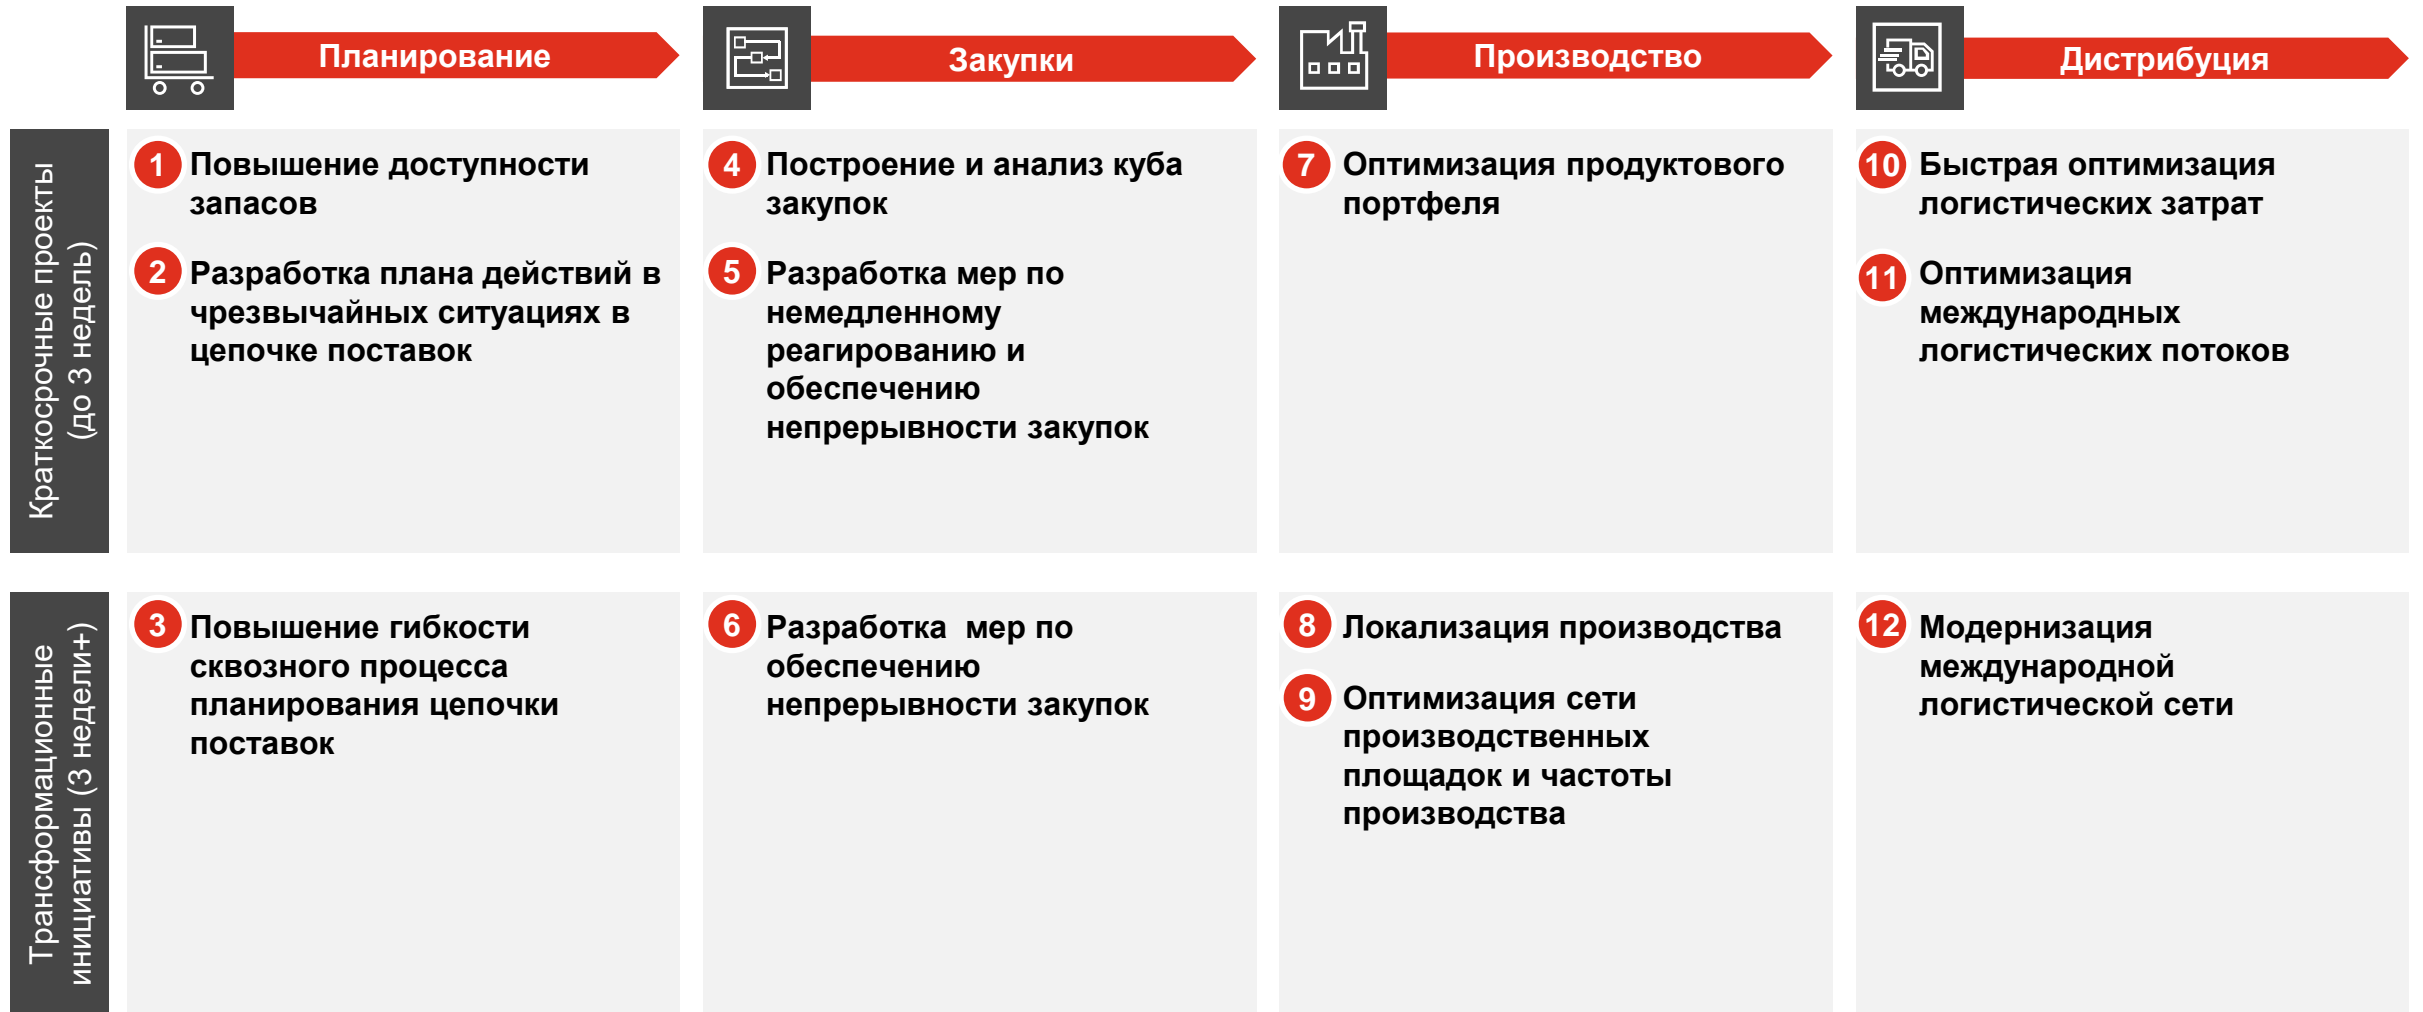 Планирование
Закупки
Производство
Дистрибуция
Краткосрочные проекты
(до 3 недель)
1
Повышение доступности
запасов
2
Разработка плана действий в
чрезвычайных ситуациях в
цепочке поставок
4
Построение и анализ куба
закупок
5
Разработка мер по
немедленному
реагированию и
обеспечению
непрерывности закупок
7
Оптимизация продуктового
портфеля
10
Быстрая оптимизация
логистических затрат
11
Оптимизация
международных
логистических потоков
Трансформационные
инициативы (3 недели+)
3
Повышение гибкости
сквозного процесса
планирования цепочки
поставок
6
Разработка  мер по
обеспечению
непрерывности закупок
8
Локализация производства
9
Оптимизация сети
производственных
площадок и частоты
производства
12
Модернизация
международной
логистической сети